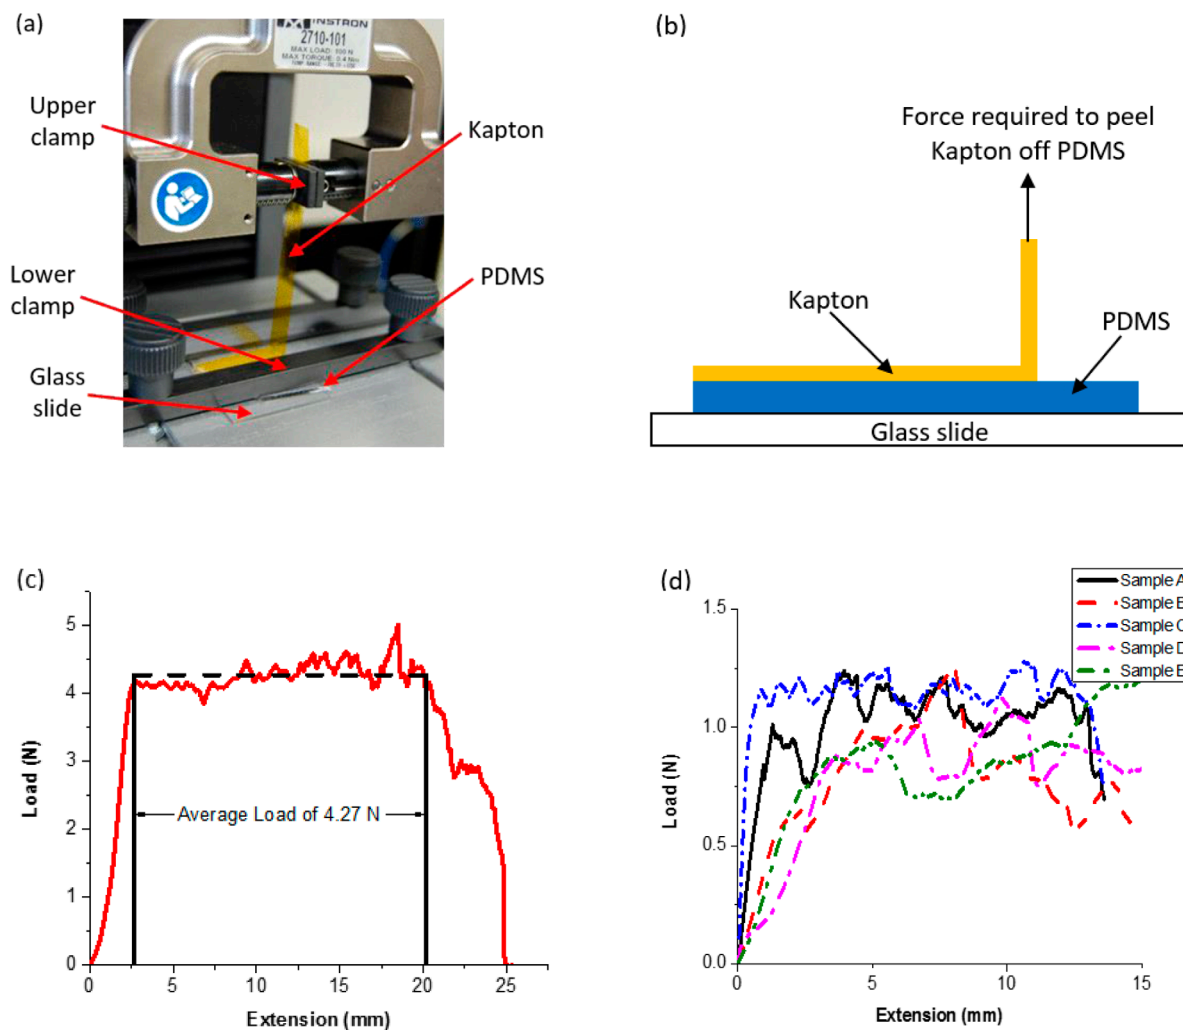 (a)
INSTRON
2710-101
MAX LOAD: 100 N
Upper
clamp
Kapton
Lower
clamp
PDMS
Glass
slide
(b)
Force required to peel
Kapton off PDMS
Kapton
PDMS
Glass slide
(c)
Load (N)
5
4
3
2
1
0
Average Load of 4.27 N
0 5 10 15 20 25
Extension (mm)
(d)
Sample A
Sample B
Sample C
Sample D
Sample E
Load (N)
1.5
1.0
0.5
0.0
0 5 10 15
Extension (mm)